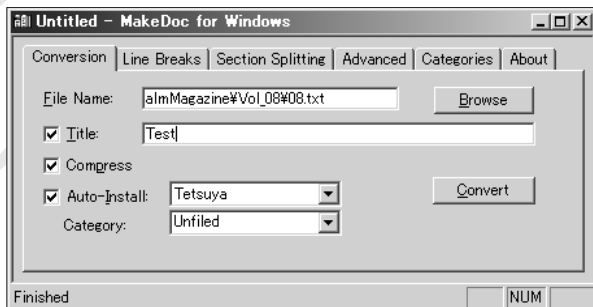 Untitled - MakeDoc for Windows
Conversion Line Breaks Section Splitting Advanced Categories About
File Name: almMagazine¥Vol_08¥08.txt Browse
Title: Test
Compress
Auto-Install: Tetsuya Convert
Category: Unfiled
Finished NUM